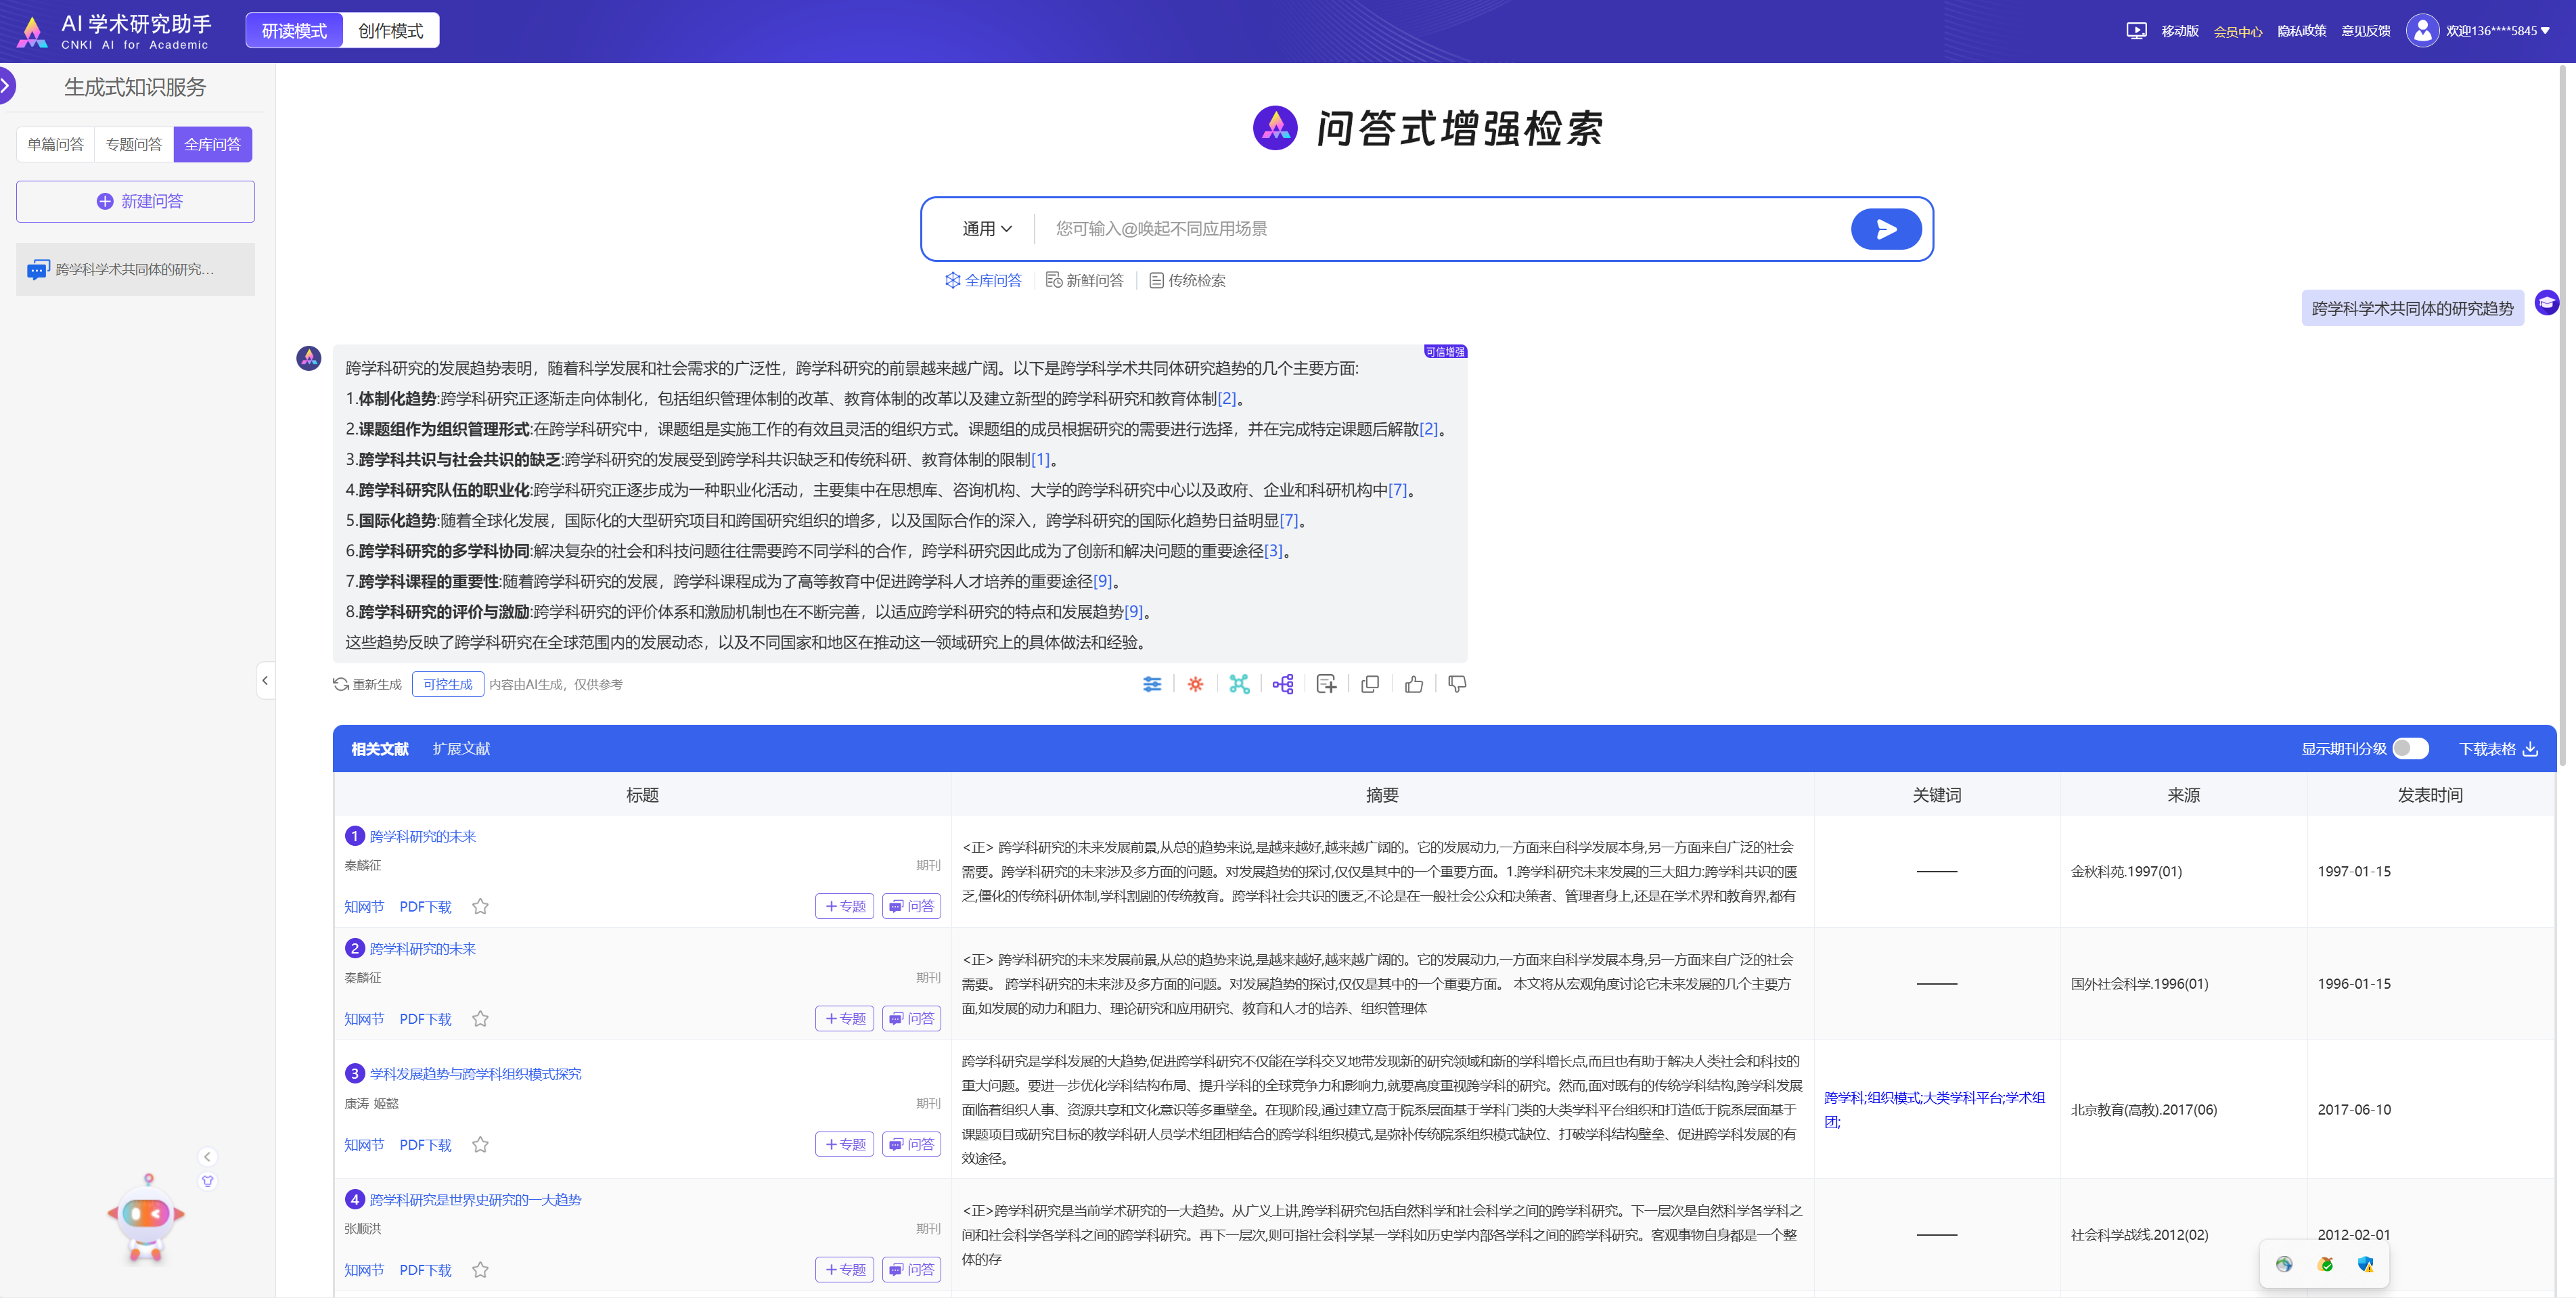 AI 学术研究助手
CNKI AI for Academic
研读模式 创作模式
移动版 会员中心 隐私政策 意见反馈 欢迎136****5845
生成式知识服务
单篇问答 专题问答 全库问答
新建问答
跨学科学术共同体的研究...
问答式增强检索
通用 您可输入@唤起不同应用场景
全库问答 新鲜问答 传统检索
跨学科学术共同体的研究趋势
可信增强
跨学科研究的发展趋势表明，随着科学发展和社会需求的广泛性，跨学科研究的前景越来越广阔。以下是跨学科学术共同体研究趋势的几个主要方面:
1.体制化趋势:跨学科研究正逐渐走向体制化，包括组织管理体制的改革、教育体制的改革以及建立新型的跨学科研究和教育体制[2]。
2.课题组作为组织管理形式:在跨学科研究中，课题组是实施工作的有效且灵活的组织方式。课题组的成员根据研究的需要进行选择，并在完成特定课题后解散[2]。
3.跨学科共识与社会共识的缺乏:跨学科研究的发展受到跨学科共识缺乏和传统科研、教育体制的限制[1]。
4.跨学科研究队伍的职业化:跨学科研究正逐步成为一种职业化活动，主要集中在思想库、咨询机构、大学的跨学科研究中心以及政府、企业和科研机构中[7]。
5.国际化趋势:随着全球化发展，国际化的大型研究项目和跨国研究组织的增多，以及国际合作的深入，跨学科研究的国际化趋势日益明显[7]。
6.跨学科研究的多学科协同:解决复杂的社会和科技问题往往需要跨不同学科的合作，跨学科研究因此成为了创新和解决问题的重要途径[3]。
7.跨学科课程的重要性:随着跨学科研究的发展，跨学科课程成为了高等教育中促进跨学科人才培养的重要途径[9]。
8.跨学科研究的评价与激励:跨学科研究的评价体系和激励机制也在不断完善，以适应跨学科研究的特点和发展趋势[9]。
这些趋势反映了跨学科研究在全球范围内的发展动态，以及不同国家和地区在推动这一领域研究上的具体做法和经验。
重新生成 可控生成 内容由AI生成，仅供参考
相关文献 扩展文献 显示期刊分级 下载表格
标题 摘要 关键词 来源 发表时间
1 跨学科研究的未来
秦麟征 期刊
知网节 PDF下载 +专题 问答
<正> 跨学科研究的未来发展前景,从总的趋势来说,是越来越好,越来越广阔的。它的发展动力,一方面来自科学发展本身,另一方面来自广泛的社会
需要。跨学科研究的未来涉及多方面的问题。对发展趋势的探讨,仅仅是其中的一个重要方面。1.跨学科研究未来发展的三大阻力:跨学科共识的匮
乏,僵化的传统科研体制,学科割剧的传统教育。跨学科社会共识的匮乏,不论是在一般社会公众和决策者、管理者身上,还是在学术界和教育界,都有
——
金秋科苑.1997(01)
1997-01-15
2 跨学科研究的未来
秦麟征 期刊
知网节 PDF下载 +专题 问答
<正> 跨学科研究的未来发展前景,从总的趋势来说,是越来越好,越来越广阔的。它的发展动力,一方面来自科学发展本身,另一方面来自广泛的社会
需要。 跨学科研究的未来涉及多方面的问题。对发展趋势的探讨,仅仅是其中的一个重要方面。 本文将从宏观角度讨论它未来发展的几个主要方
面,如发展的动力和阻力、理论研究和应用研究、教育和人才的培养、组织管理体
——
国外社会科学.1996(01)
1996-01-15
3 学科发展趋势与跨学科组织模式探究
康涛 姬懿 期刊
知网节 PDF下载 +专题 问答
跨学科研究是学科发展的大趋势,促进跨学科研究不仅能在学科交叉地带发现新的研究领域和新的学科增长点,而且也有助于解决人类社会和科技的
重大问题。要进一步优化学科结构布局、提升学科的全球竞争力和影响力,就要高度重视跨学科的研究。然而,面对既有的传统学科结构,跨学科发展
面临着组织人事、资源共享和文化意识等多重壁垒。在现阶段,通过建立高于院系层面基于学科门类的大类学科平台组织和打造低于院系层面基于
课题项目或研究目标的教学科研人员学术组团相结合的跨学科组织模式,是弥补传统院系组织模式缺位、打破学科结构壁垒、促进跨学科发展的有
效途径。
跨学科;组织模式;大类学科平台;学术组
团;
北京教育(高教).2017(06)
2017-06-10
4 跨学科研究是世界史研究的一大趋势
张顺洪 期刊
知网节 PDF下载 +专题 问答
<正>跨学科研究是当前学术研究的一大趋势。从广义上讲,跨学科研究包括自然科学和社会科学之间的跨学科研究。下一层次是自然科学各学科之
间和社会科学各学科之间的跨学科研究。再下一层次,则可指社会科学某一学科如历史学内部各学科之间的跨学科研究。客观事物自身都是一个整
体的存
——
社会科学战线.2012(02)
2012-02-01